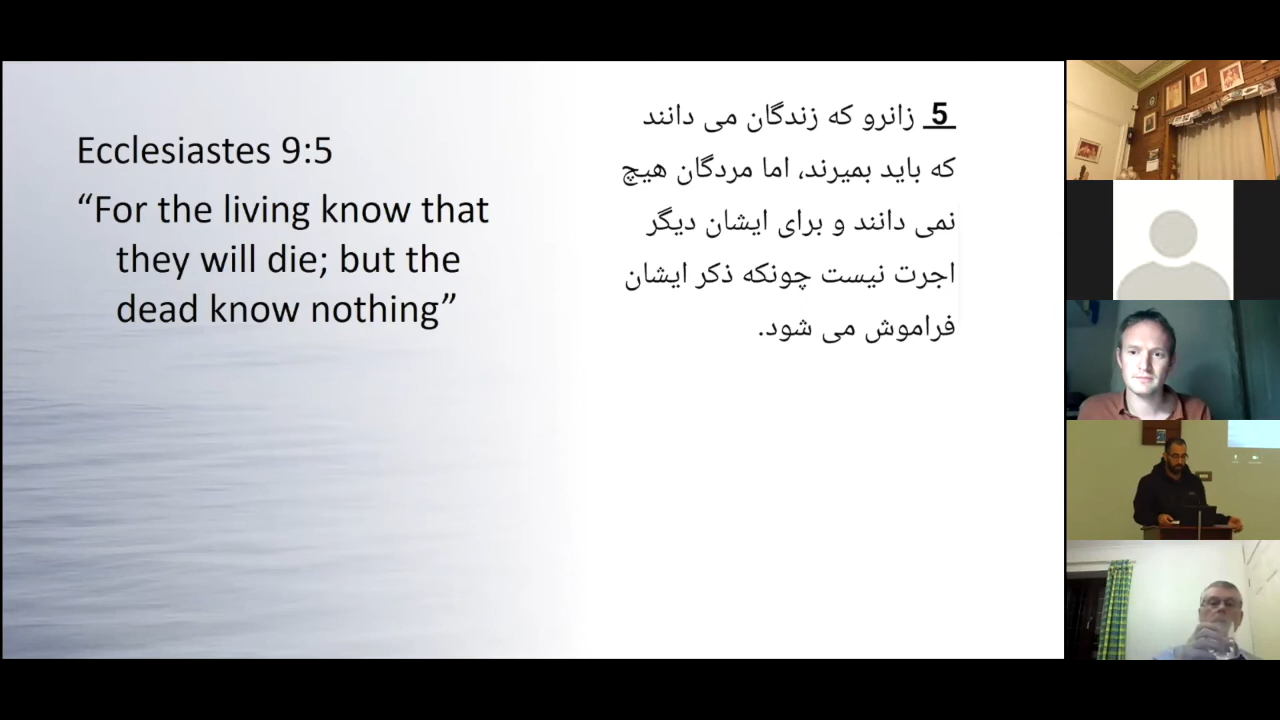 Ecclesiastes 9:5
“For the living know that
they will die; but the
dead know nothing”
5 زانرو که زندگان می دانند
که باید بمیرند، اما مردگان هیچ
نمی دانند و برای ایشان دیگر
اجرت نیست چونکه ذکر ایشان
فراموش می شود.